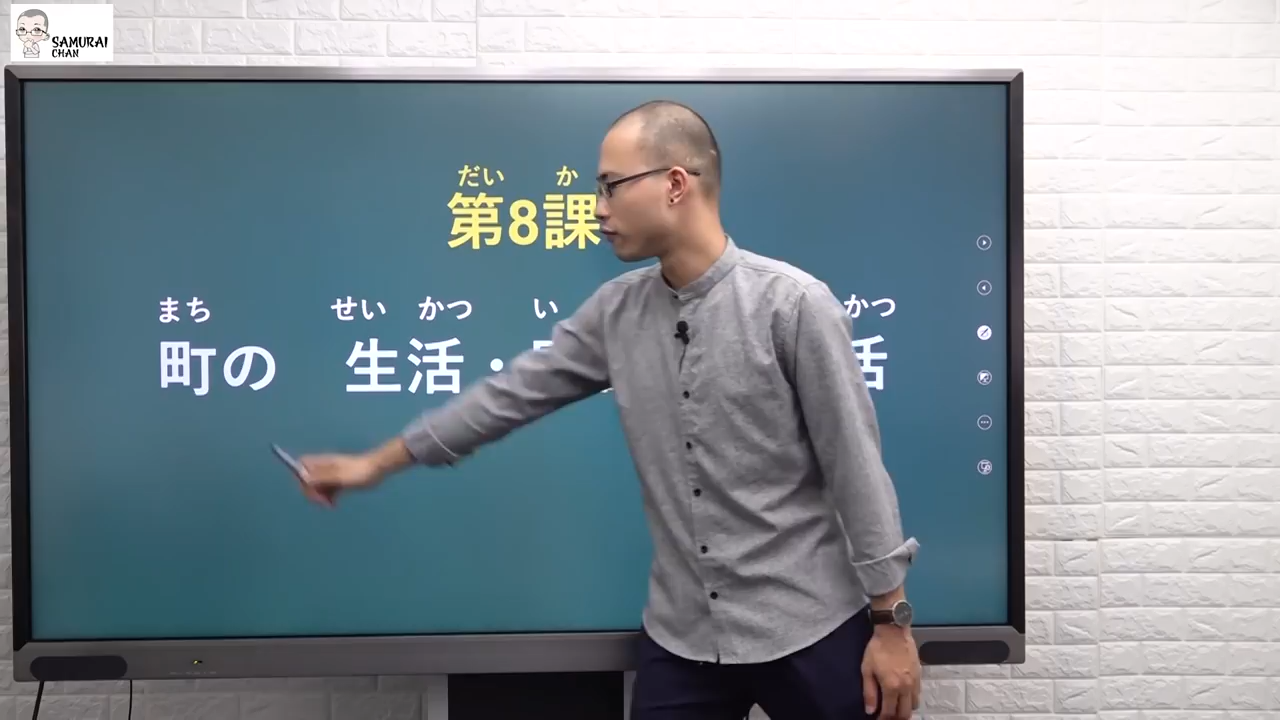 SAMURAI
CHAN
だい か
第8課
まち せい かつ い かつ
町の 生活・ 活